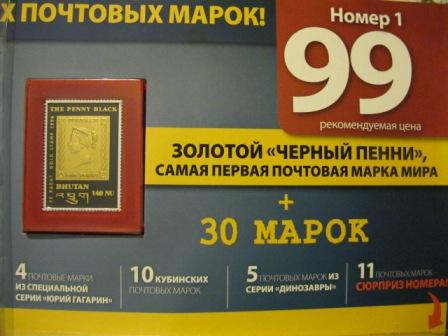 Х ПОЧТОВЫХ МАРОК!
Номер 1
99
рекомендуемая цена
THE PENNY BLACK
BHUTAN
140 NU
ЗОЛОТОЙ «ЧЕРНЫЙ ПЕННИ»,
САМАЯ ПЕРВАЯ ПОЧТОВАЯ МАРКА МИРА
+
30 МАРОК
4 ПОЧТОВЫЕ МАРКИ
ИЗ СПЕЦИАЛЬНОЙ
СЕРИИ «ЮРИЙ ГАГАРИН»
10 КУБИНСКИХ
ПОЧТОВЫХ МАРОК
5 ПОЧТОВЫХ МАРОК ИЗ
СЕРИИ «ДИНОЗАВРЫ»
11 ПОЧТОВЫХ МАРОК -
СЮРПРИЗ НОМЕРА!